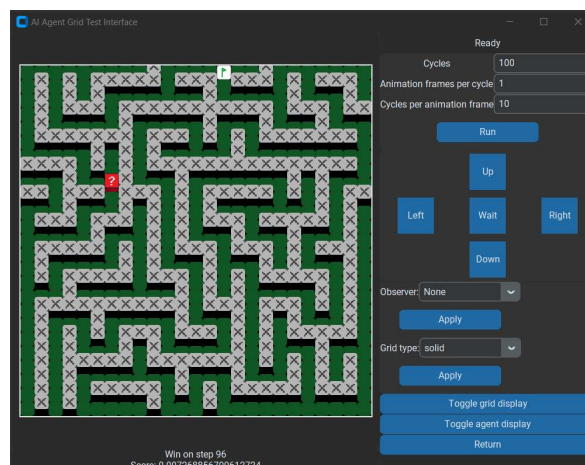 AI Agent Grid Test Interface
Ready
Cycles 100
Animation frames per cycle 1
Cycles per animation frame 10
Run
Up
?
Left Wait Right
Down
Observer: None
Apply
Grid type: solid
Apply
Toggle grid display
Toggle agent display
Return
Win on step 96